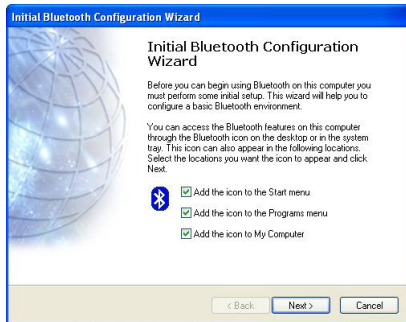 Initial Bluetooth Configuration Wizard
Initial Bluetooth Configuration
Wizard
Before you can begin using Bluetooth on this computer you
must perform some initial setup. This wizard will help you to
configure a basic Bluetooth environment.
You can access the Bluetooth features on this computer
through the Bluetooth icon on the desktop or in the system
tray. This icon can also appear in the following locations.
Select the locations you want the icon to appear and click
Next.
Add the icon to the Start menu
Add the icon to the Programs menu
Add the icon to My Computer
< Back Next > Cancel